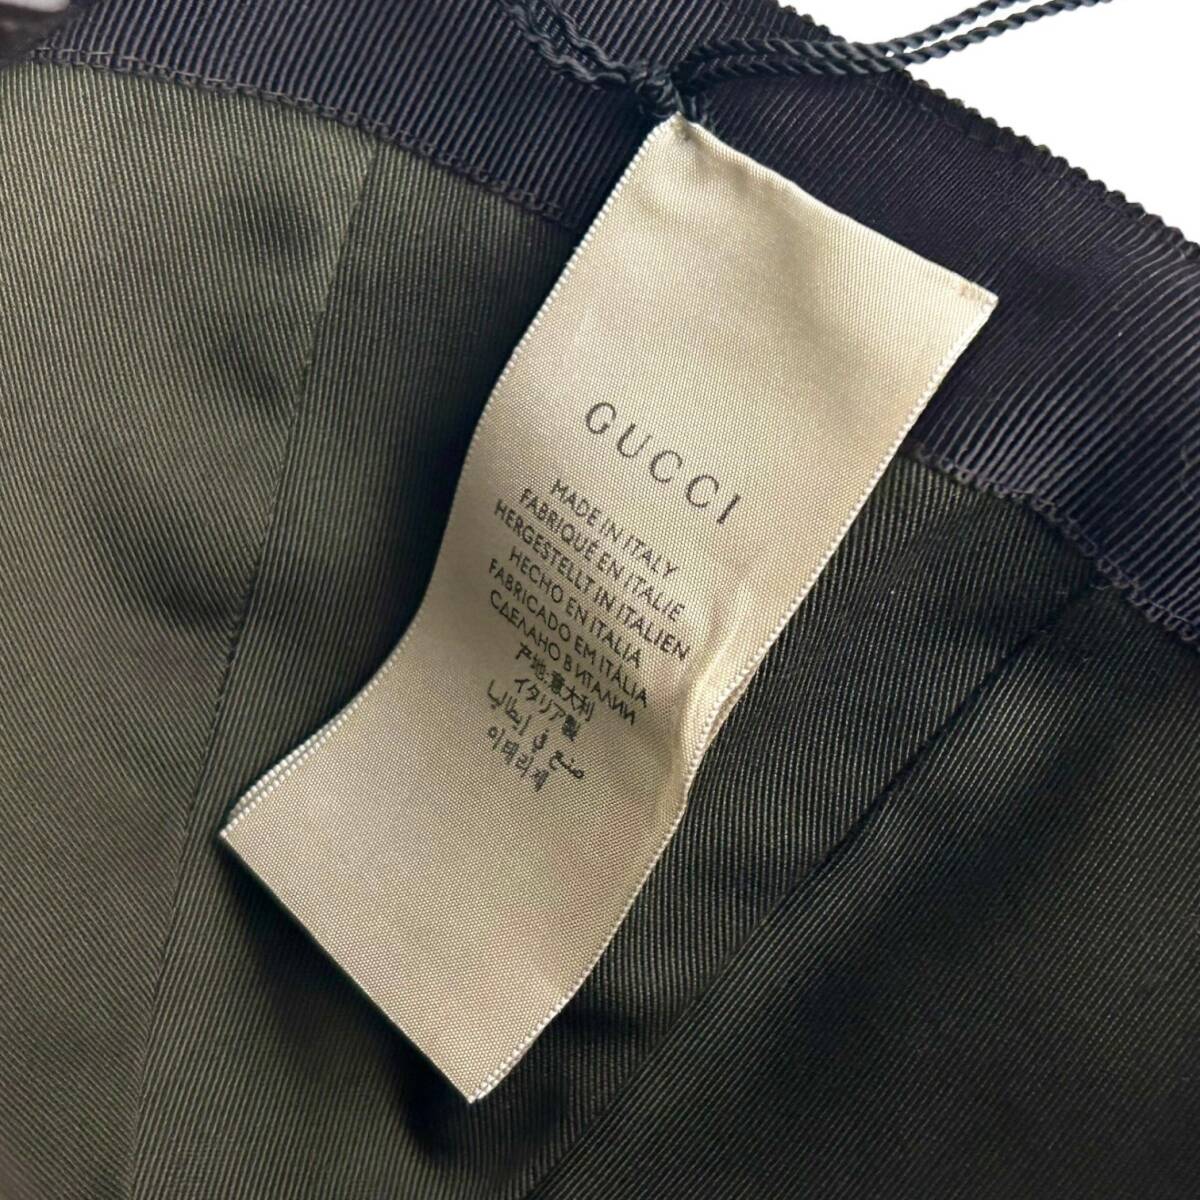 GUCCI
MADE IN ITALY
FABRIQUÉ EN ITALIE
HERGESTELLT IN ITALIEN
HECHO EN ITALIA
FABRICADO EM ITÁLIA
СДЕЛАНО В ИТАЛИИ
产地:意大利
イタリア製
صنع في إيطاليا
이태리제